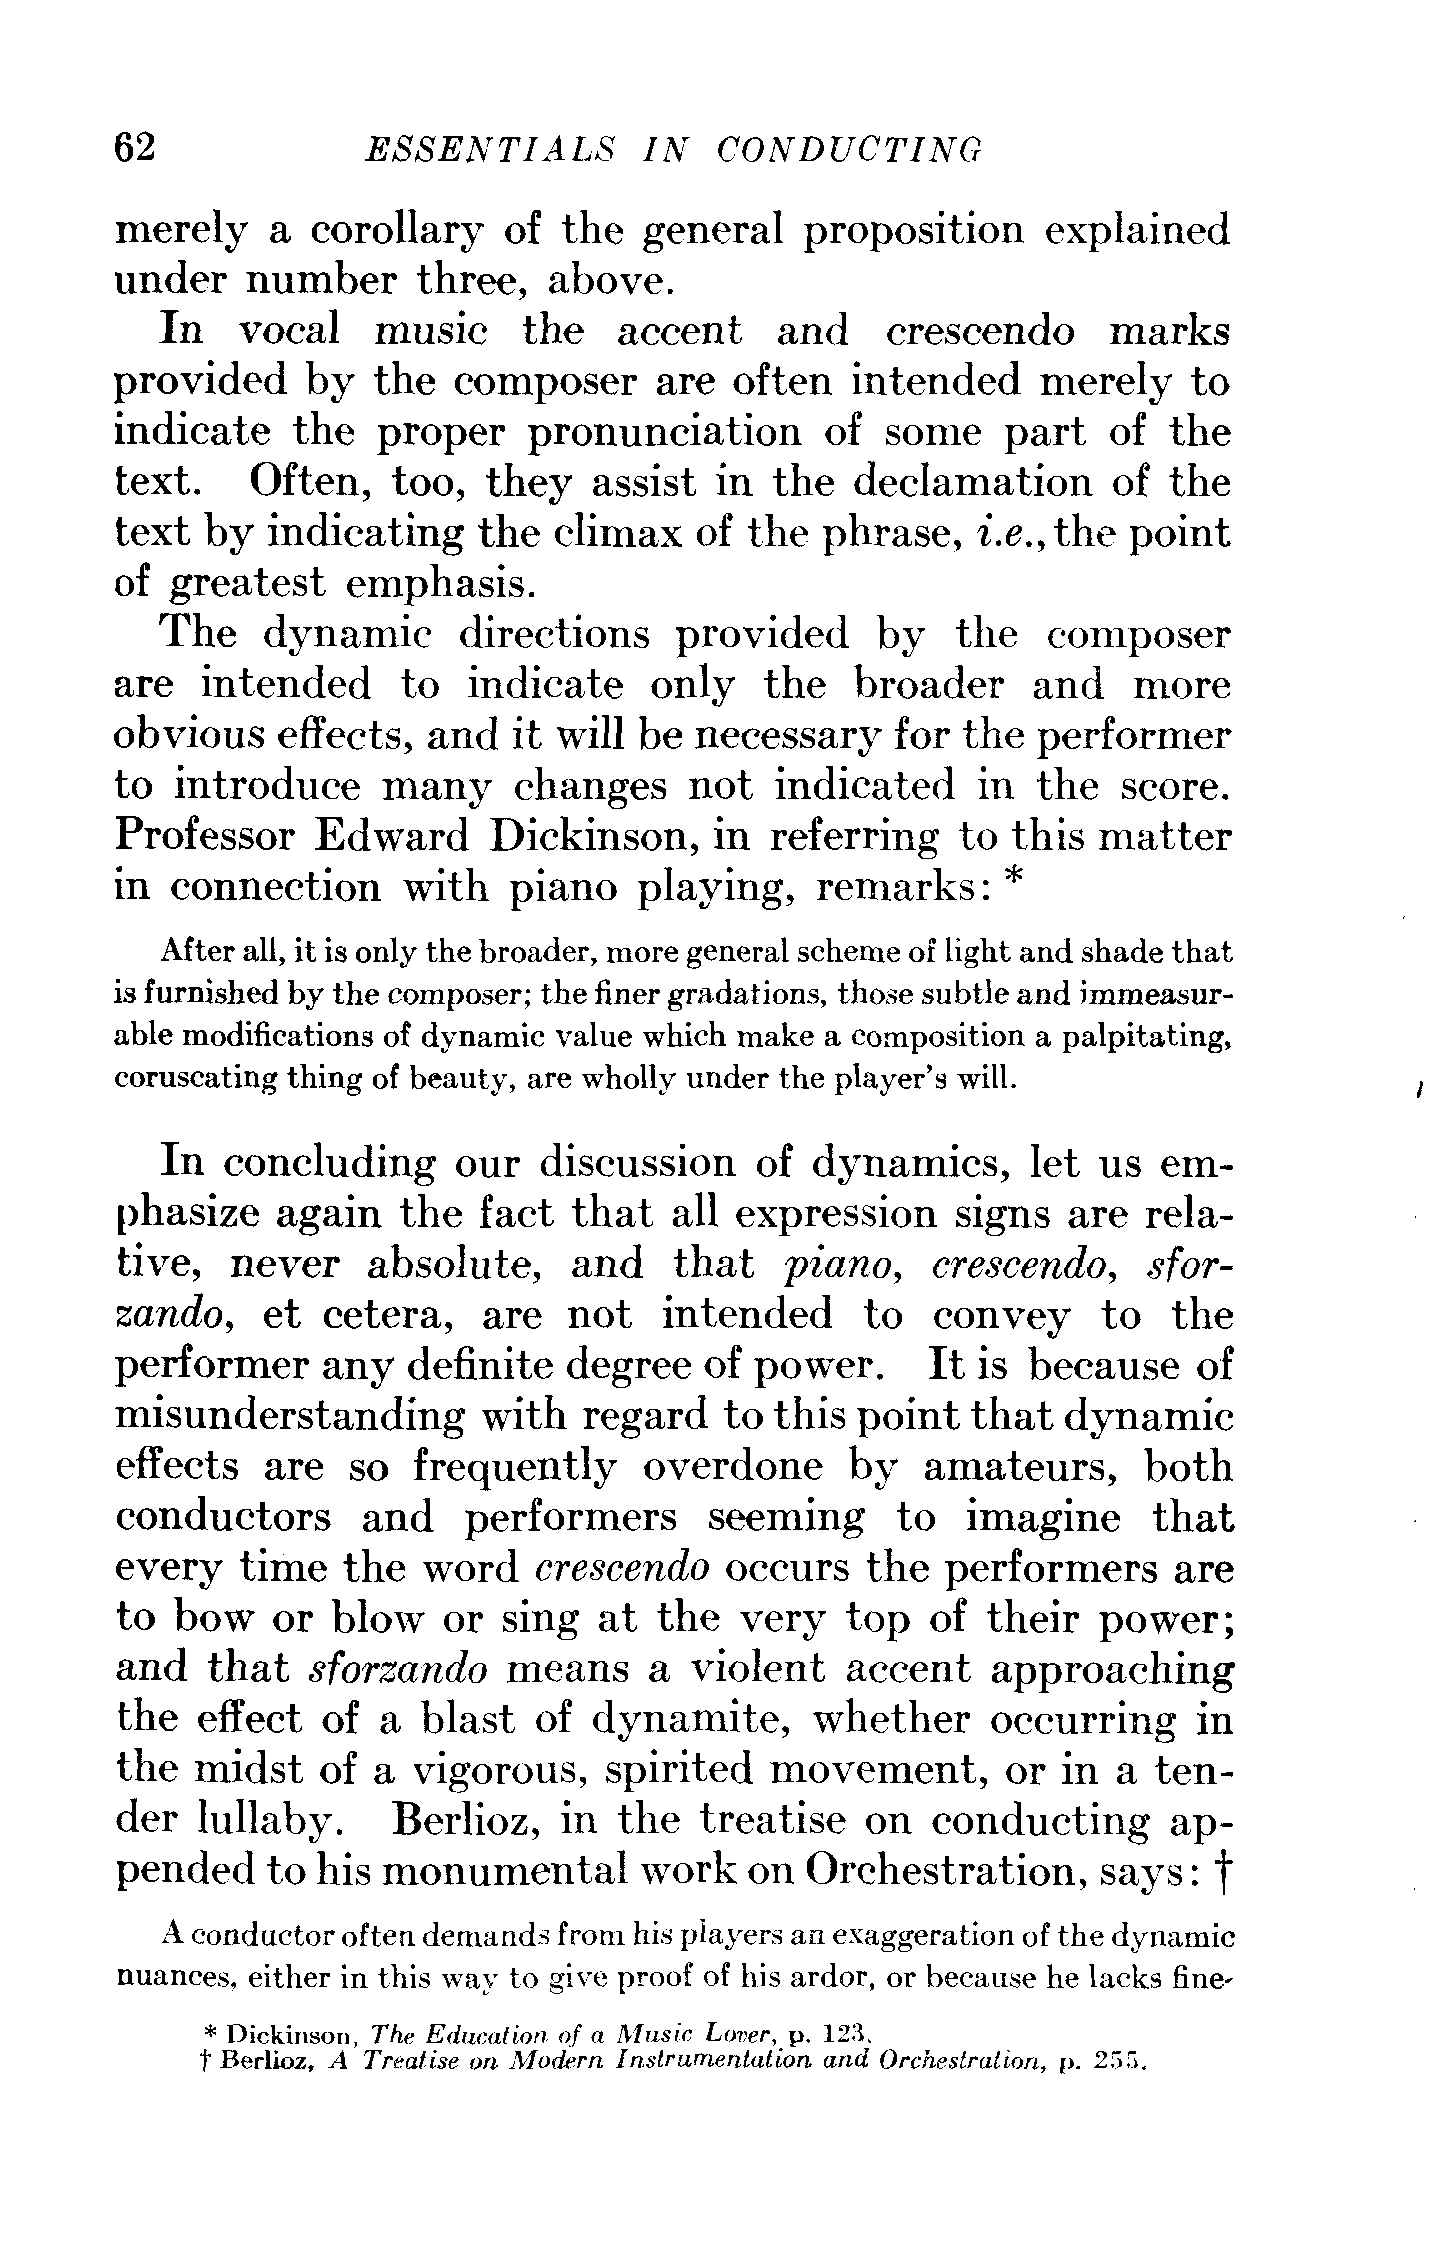 62 ESSENTIALS IN CONDUCTING
merely a corollary of the general proposition explained
under number three, above.
In vocal music the accent and crescendo marks
provided by the composer are often intended merely to
indicate the proper pronunciation of some part of the
text. Often, too, they assist in the declamation of the
text by indicating the climax of the phrase, i.e., the point
of greatest emphasis.
The dynamic directions provided by the composer
are intended to indicate only the broader and more
obvious effects, and it will be necessary for the performer
to introduce many changes not indicated in the score.
Professor Edward Dickinson, in referring to this matter
in connection with piano playing, remarks: *
After all, it is only the broader, more general scheme of light and shade that
is furnished by the composer; the finer gradations, those subtle and immeasur-
able modifications of dynamic value which make a composition a palpitating,
coruscating thing of beauty, are wholly under the player's will.
In concluding our discussion of dynamics, let us em-
phasize again the fact that all expression signs are rela-
tive, never absolute, and that piano, crescendo, sfor-
zando, et cetera, are not intended to convey to the
performer any definite degree of power. It is because of
misunderstanding with regard to this point that dynamic
effects are so frequently overdone by amateurs, both
conductors and performers seeming to imagine that
every time the word crescendo occurs the performers are
to bow or blow or sing at the very top of their power;
and that sforzando means a violent accent approaching
the effect of a blast of dynamite, whether occurring in
the midst of a vigorous, spirited movement, or in a ten-
der lullaby. Berlioz, in the treatise on conducting ap-
pended to his monumental work on Orchestration, says: †
A conductor often demands from his players an exaggeration of the dynamic
nuances, either in this way to give proof of his ardor, or because he lacks fine-
* Dickinson, The Education of a Music Lover, p. 123.
† Berlioz, A Treatise on Modern Instrumentation and Orchestration, p. 255.